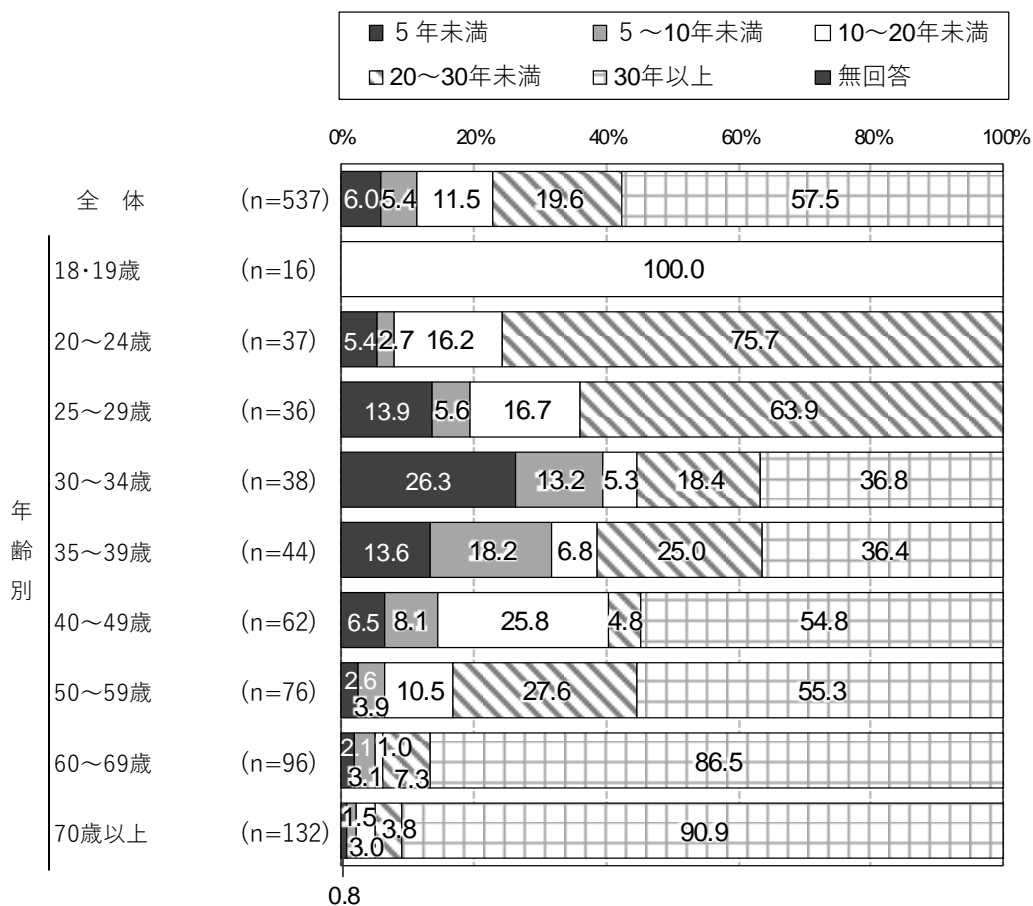 ■ 5年未満 ■ 5～10年未満 □ 10～20年未満
20～30年未満 30年以上 ■ 無回答
0% 20% 40% 60% 80% 100%
全 体 (n=537) 6.0 5.4 11.5 19.6 57.5
18・19歳 (n=16) 100.0
20～24歳 (n=37) 5.4 2.7 16.2 75.7
25～29歳 (n=36) 13.9 5.6 16.7 63.9
30～34歳 (n=38) 26.3 13.2 5.3 18.4 36.8
35～39歳 (n=44) 13.6 18.2 6.8 25.0 36.4
40～49歳 (n=62) 6.5 8.1 25.8 4.8 54.8
50～59歳 (n=76) 2.6 3.9 10.5 27.6 55.3
60～69歳 (n=96) 2.1 3.1 1.0 7.3 86.5
70歳以上 (n=132) 1.5 3.0 3.8 90.9
0.8
年齢別